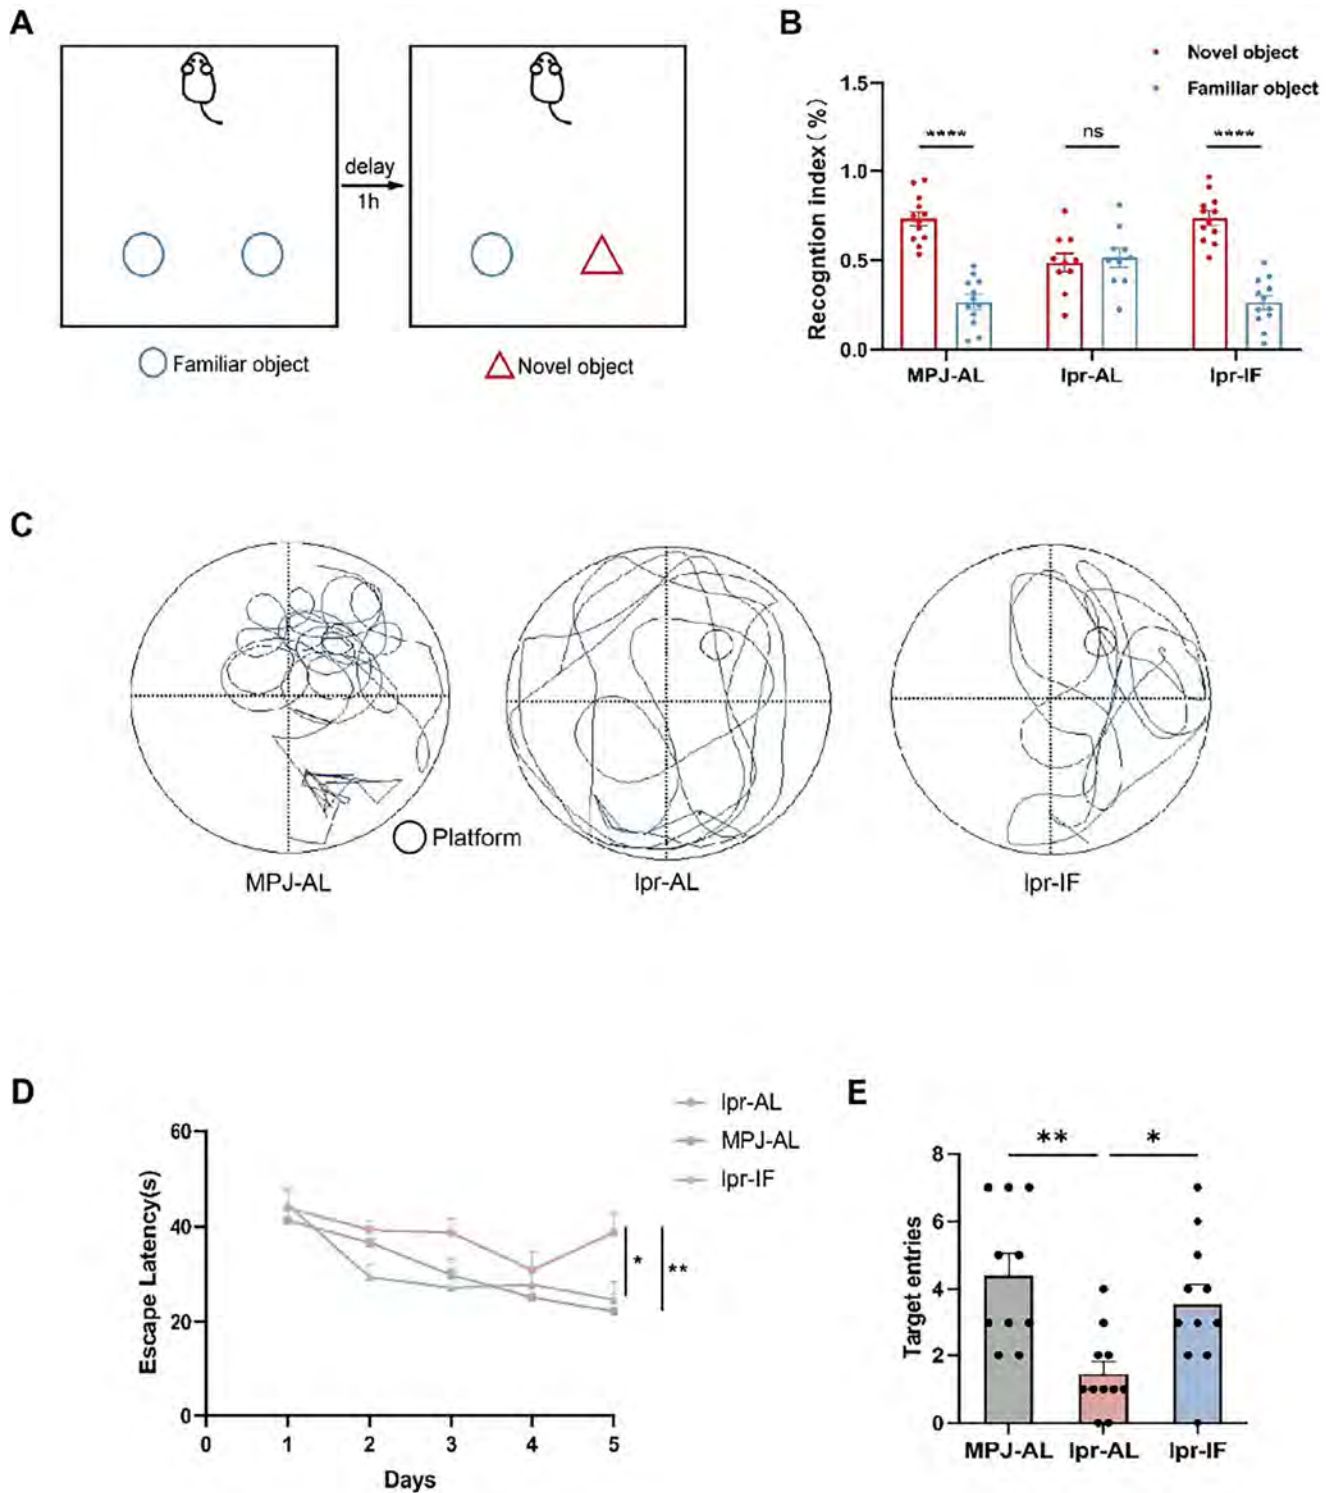 A
delay
1h
Familiar object
Novel object
B
Novel object
Familiar object
Recogntion index(%)
1.5
1.0
0.5
0.0
****
ns
****
MPJ-AL
lpr-AL
lpr-IF
C
Platform
MPJ-AL
lpr-AL
lpr-IF
D
lpr-AL
MPJ-AL
lpr-IF
Escape Latency(s)
60
40
20
0
*
**
0 1 2 3 4 5
Days
E
**
*
Target entries
8
6
4
2
0
MPJ-AL lpr-AL lpr-IF